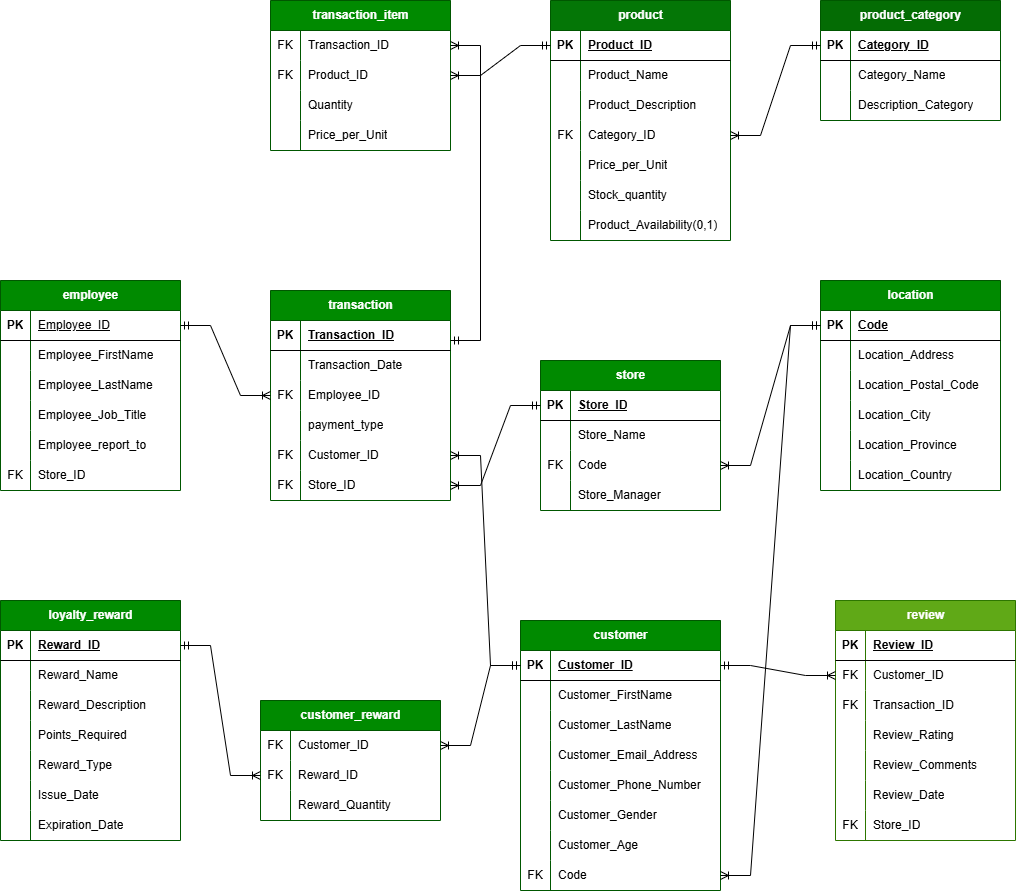 transaction_item
FK Transaction_ID
FK Product_ID
Quantity
Price_per_Unit
product
PK Product_ID
Product_Name
Product_Description
FK Category_ID
Price_per_Unit
Stock_quantity
Product_Availability(0,1)
product_category
PK Category_ID
Category_Name
Description_Category
employee
PK Employee_ID
Employee_FirstName
Employee_LastName
Employee_Job_Title
Employee_report_to
FK Store_ID
transaction
PK Transaction_ID
Transaction_Date
FK Employee_ID
payment_type
FK Customer_ID
FK Store_ID
store
PK Store_ID
Store_Name
FK Code
Store_Manager
location
PK Code
Location_Address
Location_Postal_Code
Location_City
Location_Province
Location_Country
loyalty_reward
PK Reward_ID
Reward_Name
Reward_Description
Points_Required
Reward_Type
Issue_Date
Expiration_Date
customer_reward
FK Customer_ID
FK Reward_ID
Reward_Quantity
customer
PK Customer_ID
Customer_FirstName
Customer_LastName
Customer_Email_Address
Customer_Phone_Number
Customer_Gender
Customer_Age
FK Code
review
PK Review_ID
FK Customer_ID
FK Transaction_ID
Review_Rating
Review_Comments
Review_Date
FK Store_ID